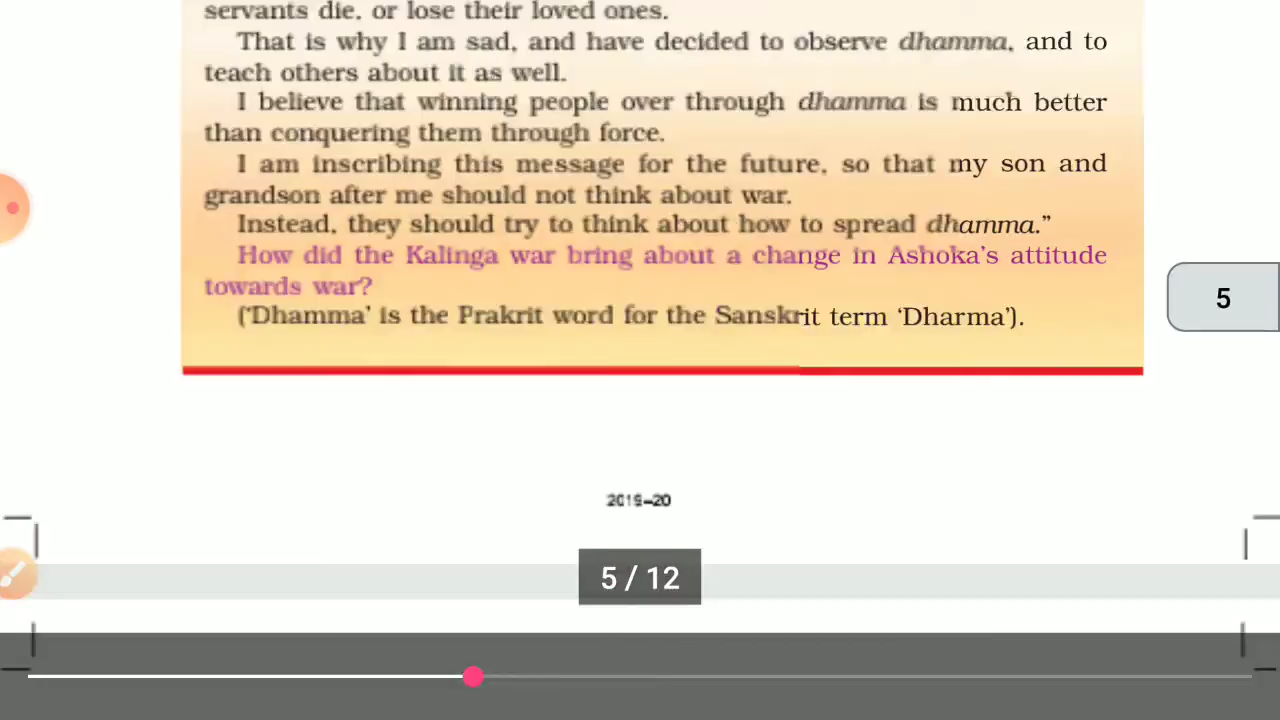 servants die, or lose their loved ones.
That is why I am sad, and have decided to observe dhamma, and to
teach others about it as well.
I believe that winning people over through dhamma is much better
than conquering them through force.
I am inscribing this message for the future, so that my son and
grandson after me should not think about war.
Instead, they should try to think about how to spread dhamma.”
How did the Kalinga war bring about a change in Ashoka’s attitude
towards war?
(‘Dhamma’ is the Prakrit word for the Sanskrit term ‘Dharma’).
5
2019–20
5 / 12